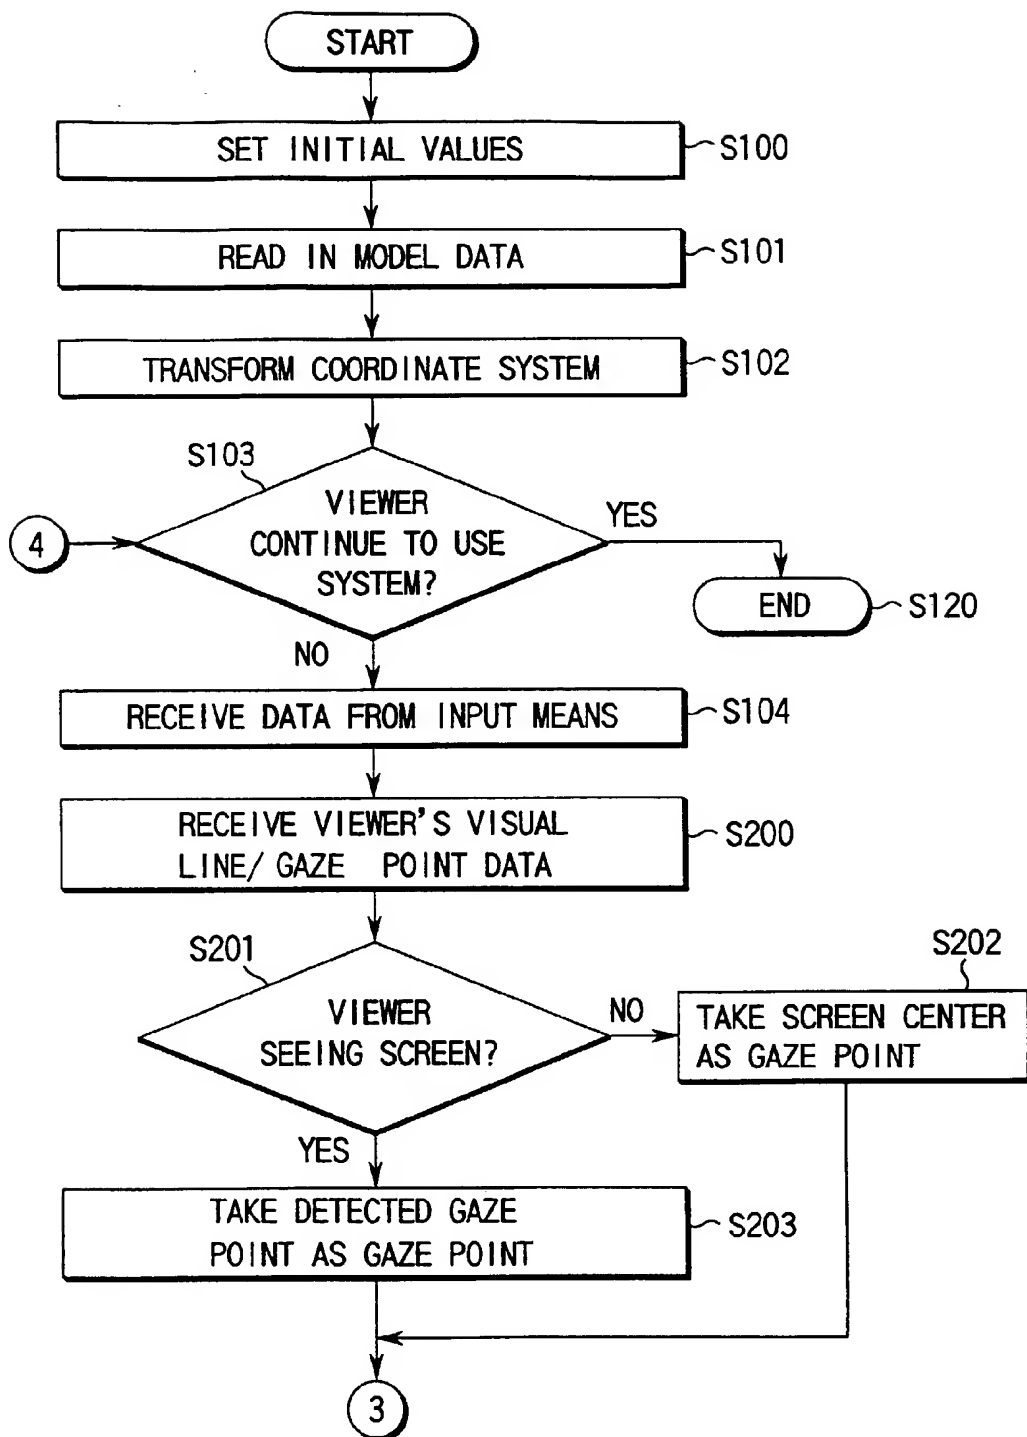 START
SET INITIAL VALUES
S100
READ IN MODEL DATA
S101
TRANSFORM COORDINATE SYSTEM
S102
S103
VIEWER
CONTINUE TO USE
SYSTEM?
YES
4
END
S120
NO
RECEIVE DATA FROM INPUT MEANS
S104
RECEIVE VIEWER'S VISUAL
LINE/ GAZE POINT DATA
S200
S201
VIEWER
SEEING SCREEN?
NO
S202
TAKE SCREEN CENTER
AS GAZE POINT
YES
TAKE DETECTED GAZE
POINT AS GAZE POINT
S203
3